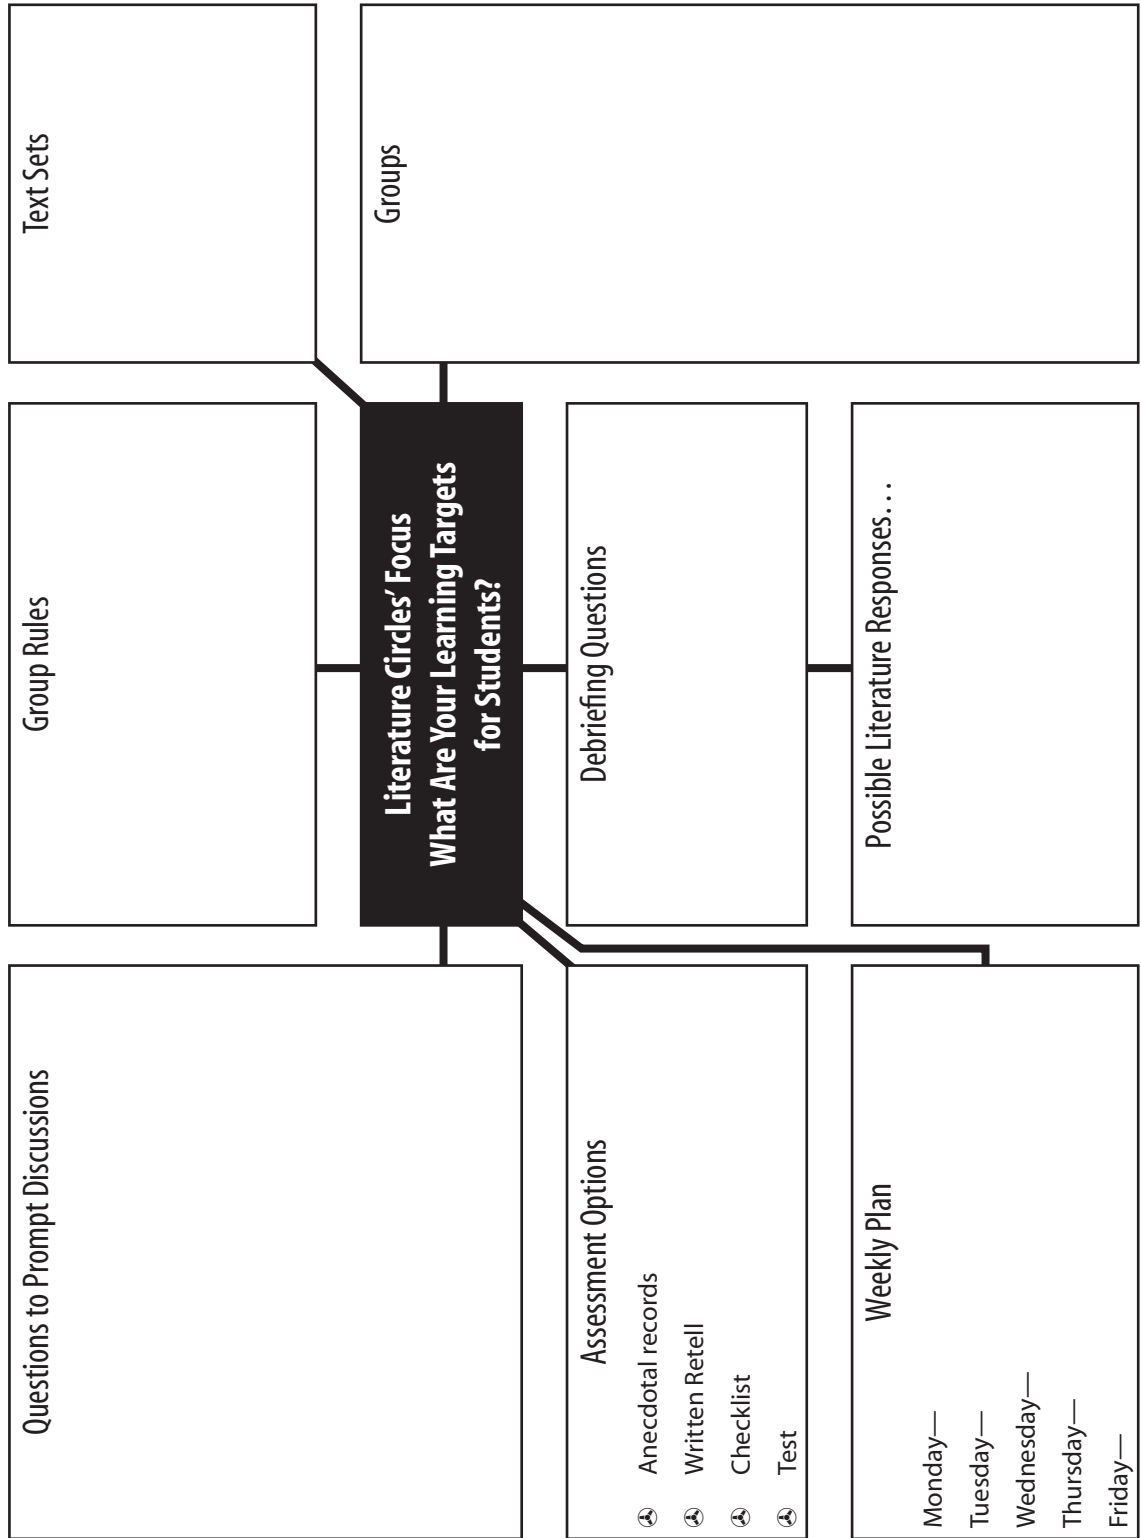 Questions to Prompt Discussions
Group Rules
Text Sets
Literature Circles’ Focus
What Are Your Learning Targets
for Students?
Groups
Assessment Options
Anecdotal records
Written Retell
Checklist
Test
Debriefing Questions
Weekly Plan
Monday—
Tuesday—
Wednesday—
Thursday—
Friday—
Possible Literature Responses. . .